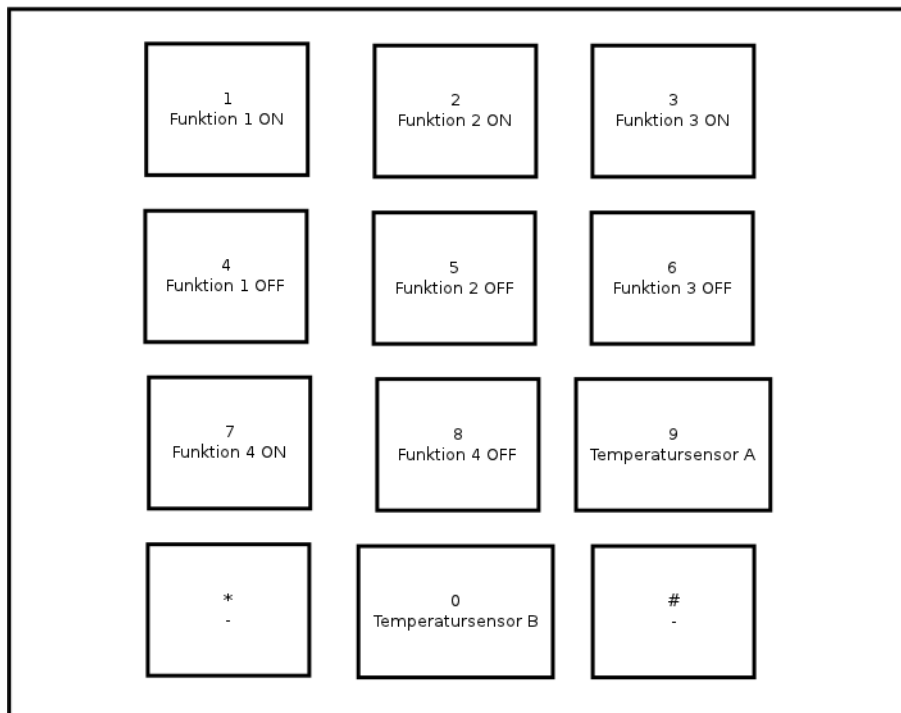 1
Funktion 1 ON
2
Funktion 2 ON
3
Funktion 3 ON
4
Funktion 1 OFF
5
Funktion 2 OFF
6
Funktion 3 OFF
7
Funktion 4 ON
8
Funktion 4 OFF
9
Temperatursensor A
*
-
0
Temperatursensor B
#
-